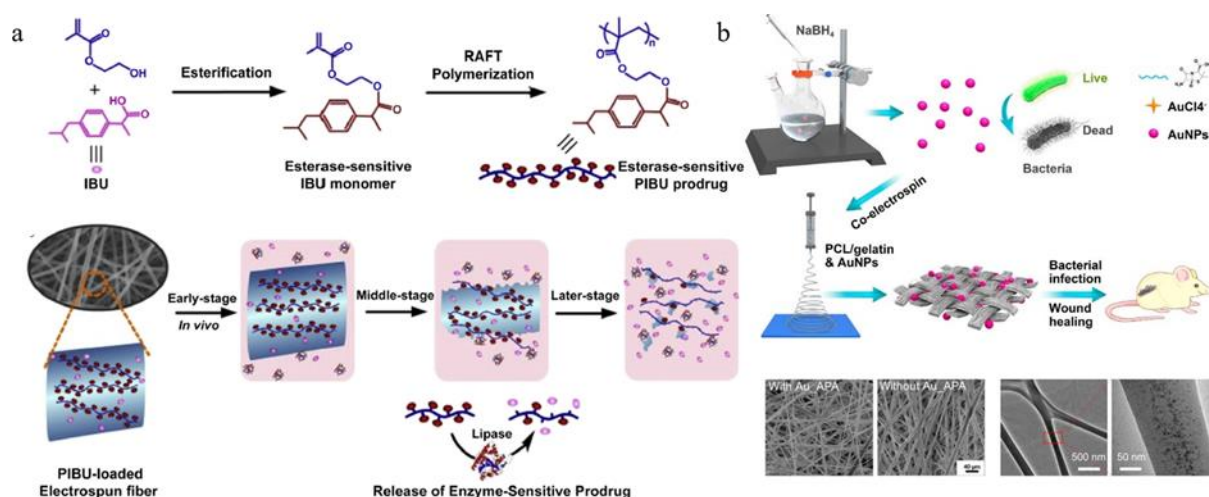 a
O
O
OH
+
HO
O
IBU
Esterification
O
O
O
O
Esterase-sensitive
IBU monomer
RAFT
Polymerization
n
O
O
O
O
Esterase-sensitive
PIBU prodrug
Early-stage
In vivo
Middle-stage
Later-stage
Lipase
PIBU-loaded
Electrospun fiber
Release of Enzyme-Sensitive Prodrug
b
NaBH4
Live
Dead
Bacteria
AuCl4-
AuNPs
Co-electrospin
PCL/gelatin
& AuNPs
Bacterial
infection
Wound
healing
With Au_APA
Without Au_APA
40 μm
500 nm
50 nm